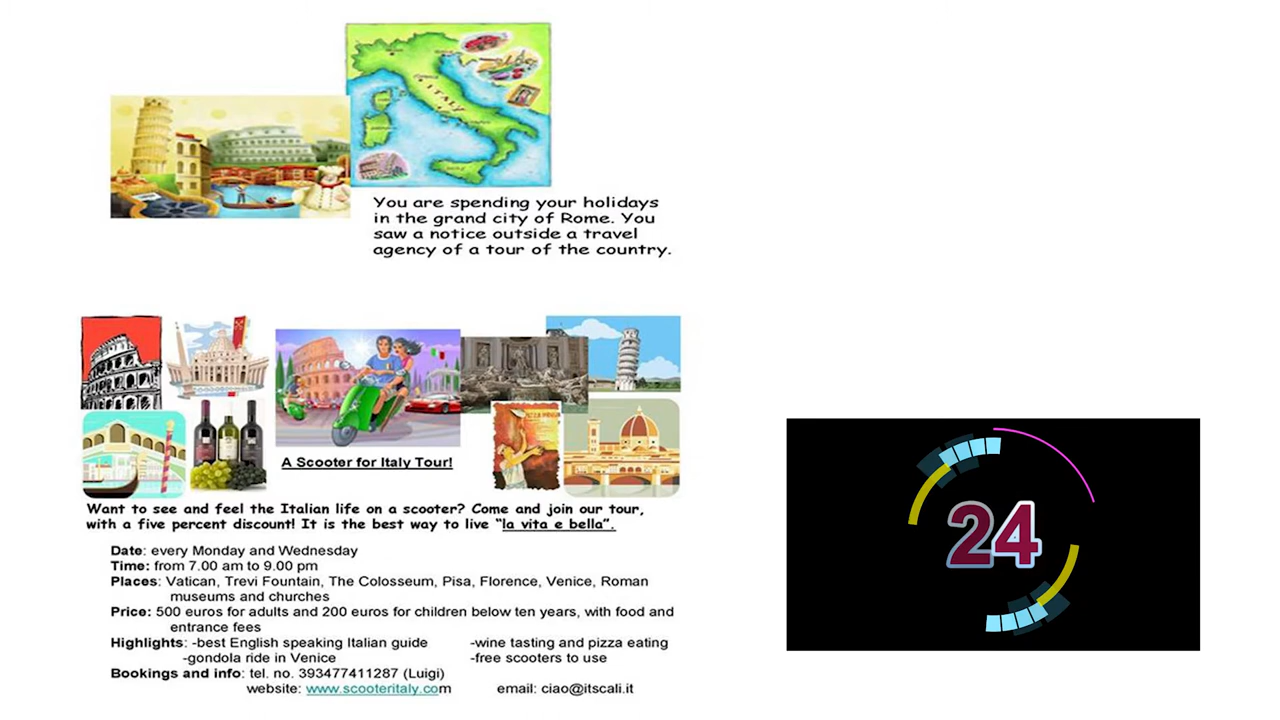 ITALY
You are spending your holidays
in the grand city of Rome. You
saw a notice outside a travel
agency of a tour of the country.
A Scooter for Italy Tour!
Want to see and feel the Italian life on a scooter? Come and join our tour,
with a five percent discount! It is the best way to live “la vita e bella”.
Date: every Monday and Wednesday
Time: from 7.00 am to 9.00 pm
Places: Vatican, Trevi Fountain, The Colosseum, Pisa, Florence, Venice, Roman
museums and churches
Price: 500 euros for adults and 200 euros for children below ten years, with food and
entrance fees
Highlights: -best English speaking Italian guide -wine tasting and pizza eating
-gondola ride in Venice -free scooters to use
Bookings and info: tel. no. 393477411287 (Luigi)
website: www.scooteritaly.com email: ciao@itscali.it
24